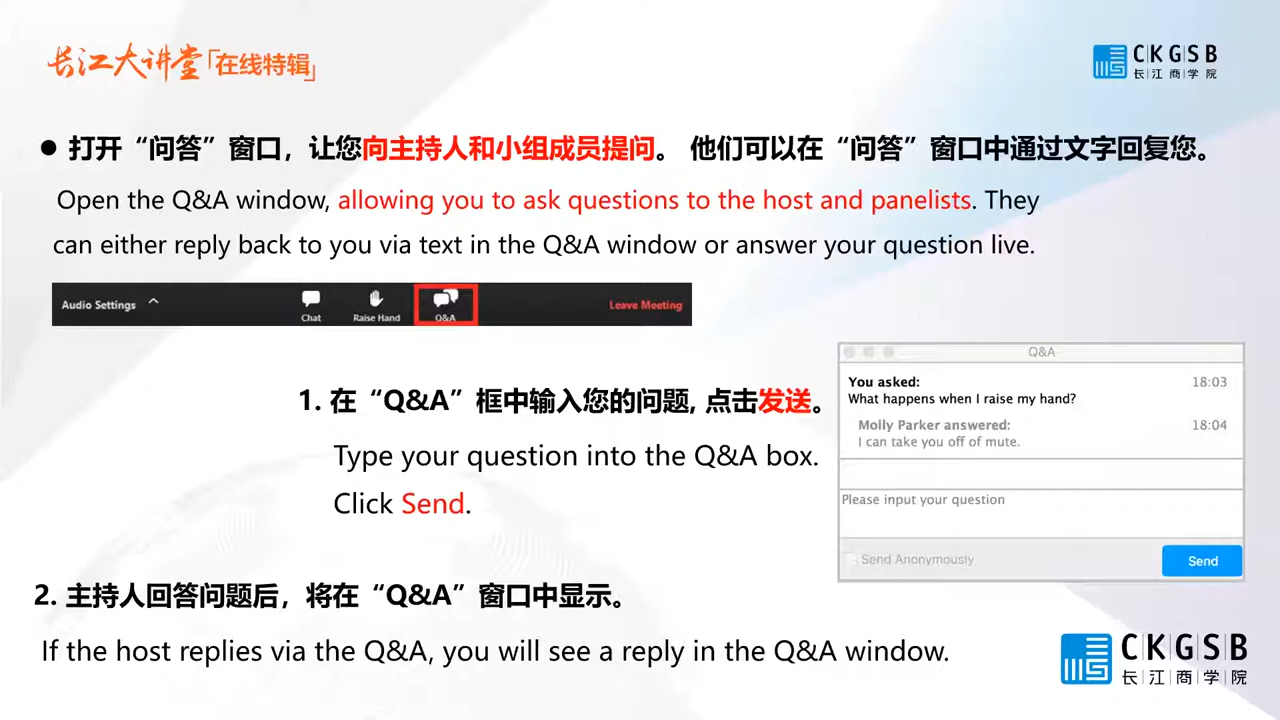 长江大讲堂「在线特辑」
CKGSB
长江商学院
● 打开“问答”窗口，让您向主持人和小组成员提问。 他们可以在“问答”窗口中通过文字回复您。
Open the Q&A window, allowing you to ask questions to the host and panelists. They
can either reply back to you via text in the Q&A window or answer your question live.
Audio Settings
Chat
Raise Hand
Q&A
Leave Meeting
1. 在“Q&A”框中输入您的问题, 点击发送。
Type your question into the Q&A box.
Click Send.
Q&A
You asked: 18:03
What happens when I raise my hand?
Molly Parker answered: 18:04
I can take you off of mute.
Please input your question
Send Anonymously
Send
2. 主持人回答问题后，将在“Q&A”窗口中显示。
If the host replies via the Q&A, you will see a reply in the Q&A window.
CKGSB
长江商学院